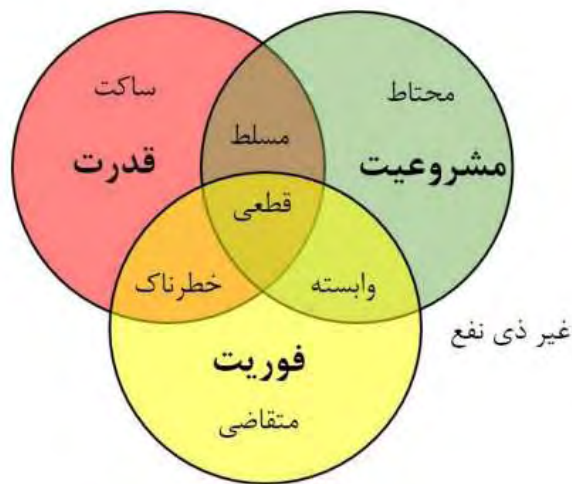 محتاط
ساکت
مسلط
مشروعیت
قدرت
قطعی
وابسته
خطرناک
غیر ذی نفع
فوریت
متقاضی